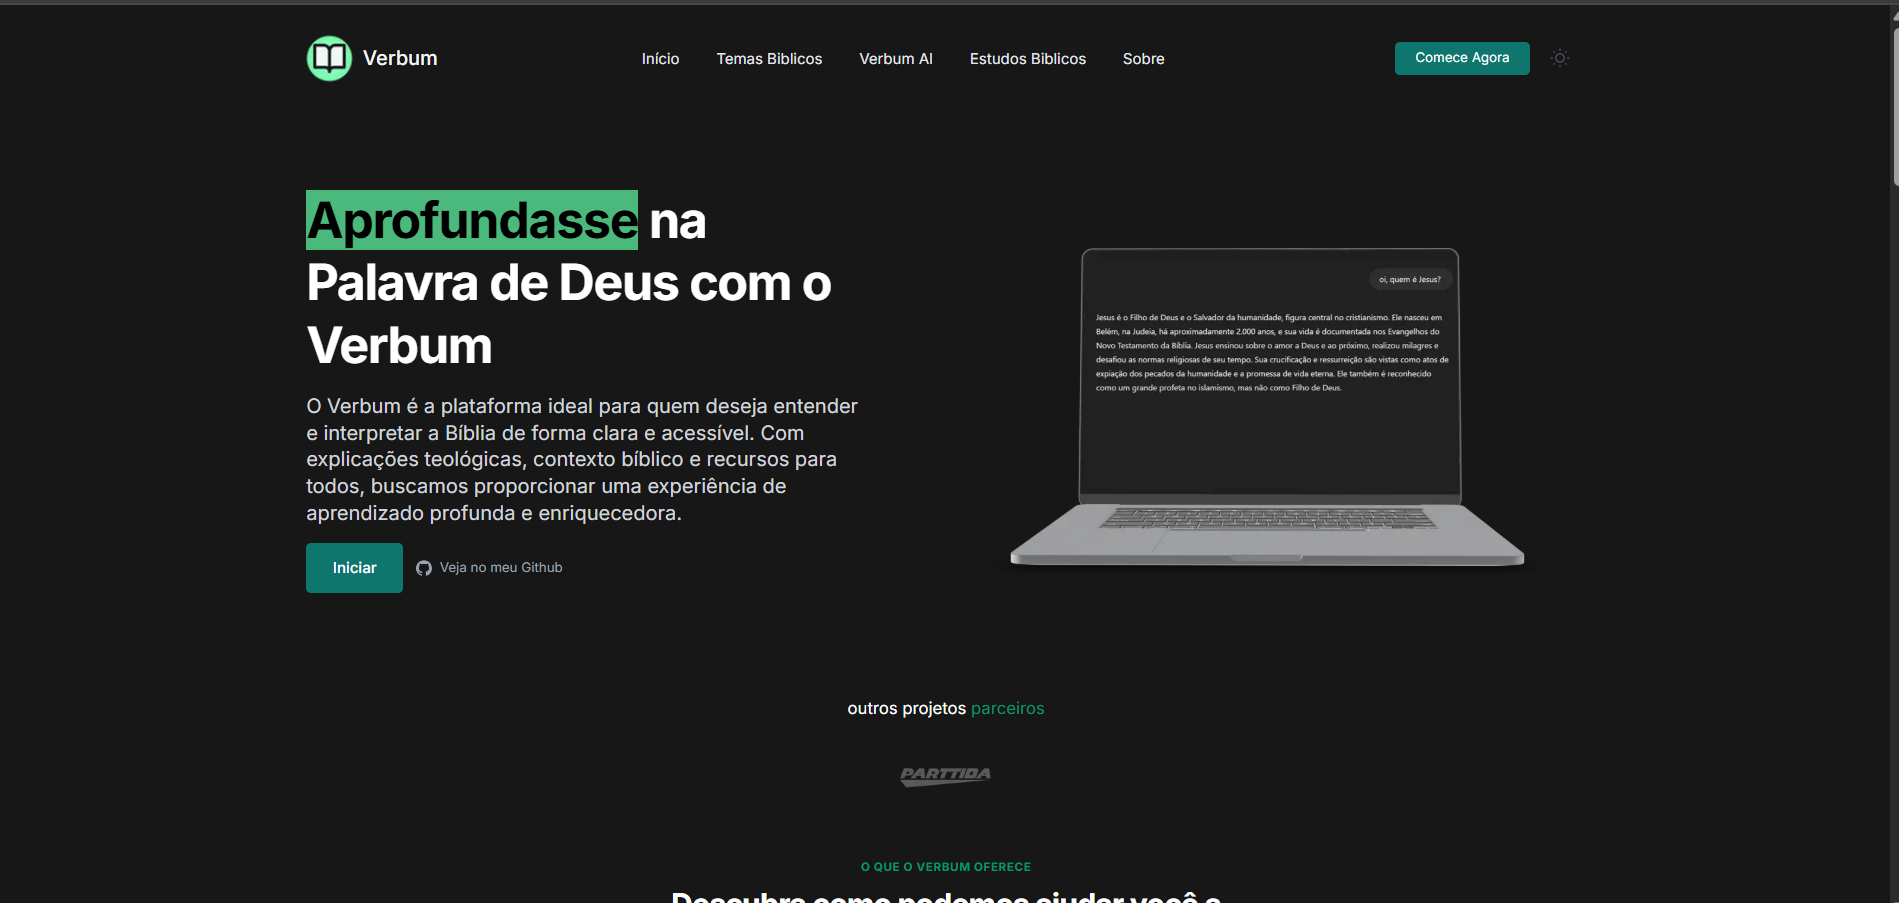 Verbum
Início
Temas Biblicos
Verbum AI
Estudos Biblicos
Sobre
Comece Agora
Aprofundasse na
Palavra de Deus com o
Verbum
O Verbum é a plataforma ideal para quem deseja entender
e interpretar a Bíblia de forma clara e acessível. Com
explicações teológicas, contexto bíblico e recursos para
todos, buscamos proporcionar uma experiência de
aprendizado profunda e enriquecedora.
Iniciar
Veja no meu Github
oi, quem é Jesus?
Jesus é o Filho de Deus e o Salvador da humanidade, figura central no cristianismo. Ele nasceu em
Belém, na Judeia, há aproximadamente 2.000 anos, e sua vida é documentada nos Evangelhos do
Novo Testamento da Bíblia. Jesus ensinou sobre o amor a Deus e ao próximo, realizou milagres e
desafiou as normas religiosas de seu tempo. Sua crucificação e ressurreição são vistas como atos de
expiação dos pecados da humanidade e a promessa de vida eterna. Ele também é reconhecido
como um grande profeta no islamismo, mas não como Filho de Deus.
outros projetos parceiros
PARTTIDA
O QUE O VERBUM OFERECE
Descubra como podemos ajudar você a